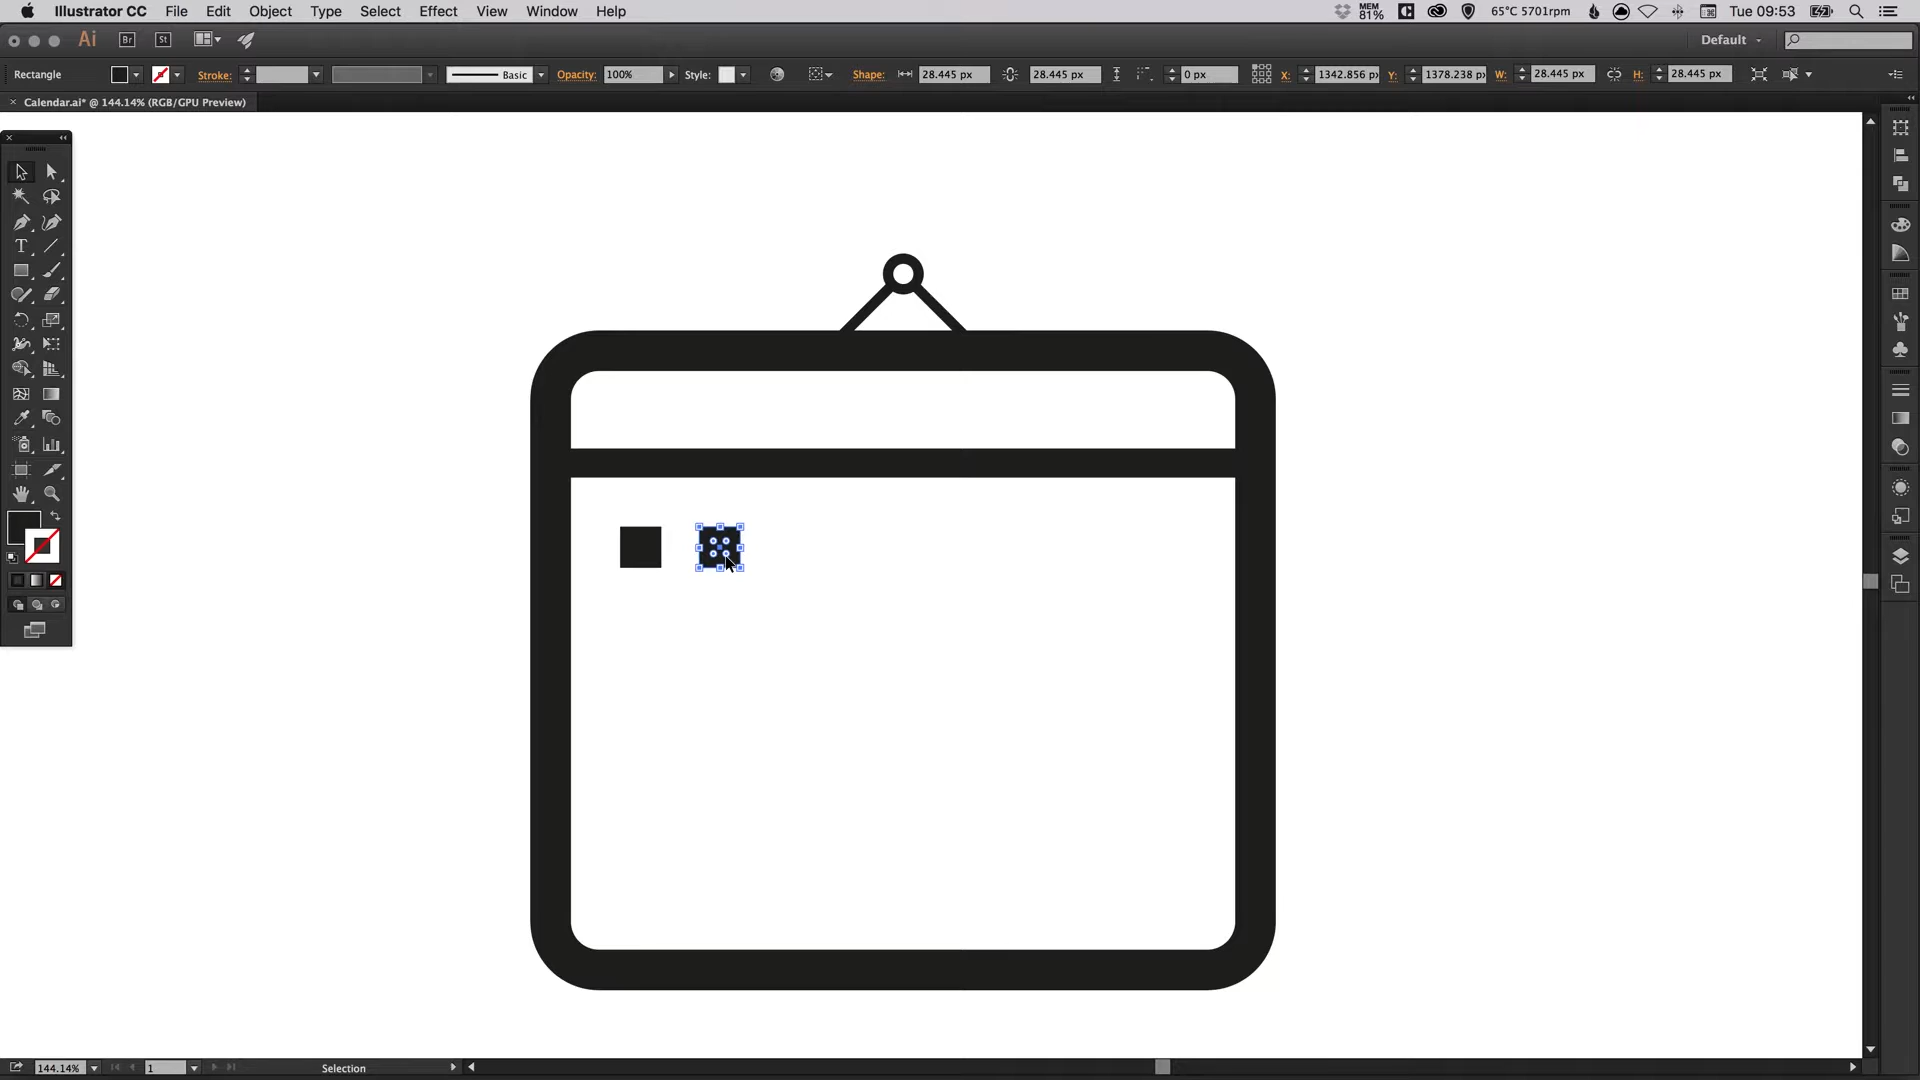 Illustrator CC File Edit Object Type Select Effect View Window Help MEM 81% 65°C 5701rpm Tue 09:53
Ai Br St Default
Rectangle Stroke: Basic Opacity: 100% Style: Shape: 28.445 px 28.445 px 0 px X: 1342.856 px Y: 1378.238 px W: 28.445 px H: 28.445 px
× Calendar.ai* @ 144.14% (RGB/GPU Preview)
T
144.14% 1 Selection